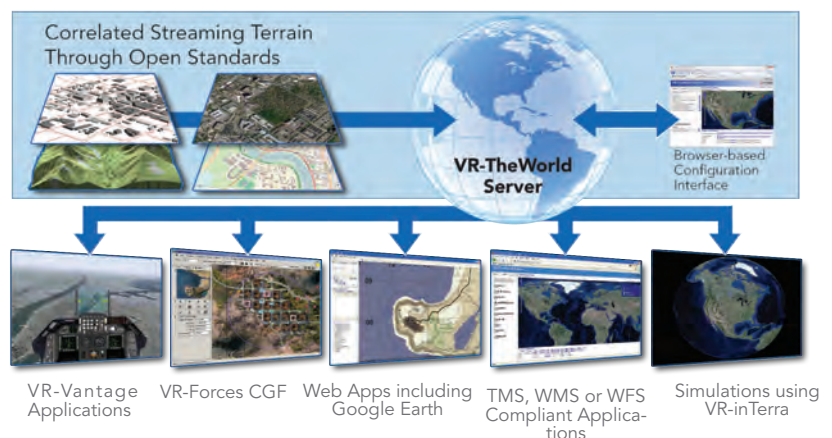 Correlated Streaming Terrain
Through Open Standards
VR-TheWorld
Server
Browser-based
Configuration
Interface
VR-Vantage
Applications
VR-Forces CGF
Web Apps including
Google Earth
TMS, WMS or WFS
Compliant Applica-
tions
Simulations using
VR-inTerra